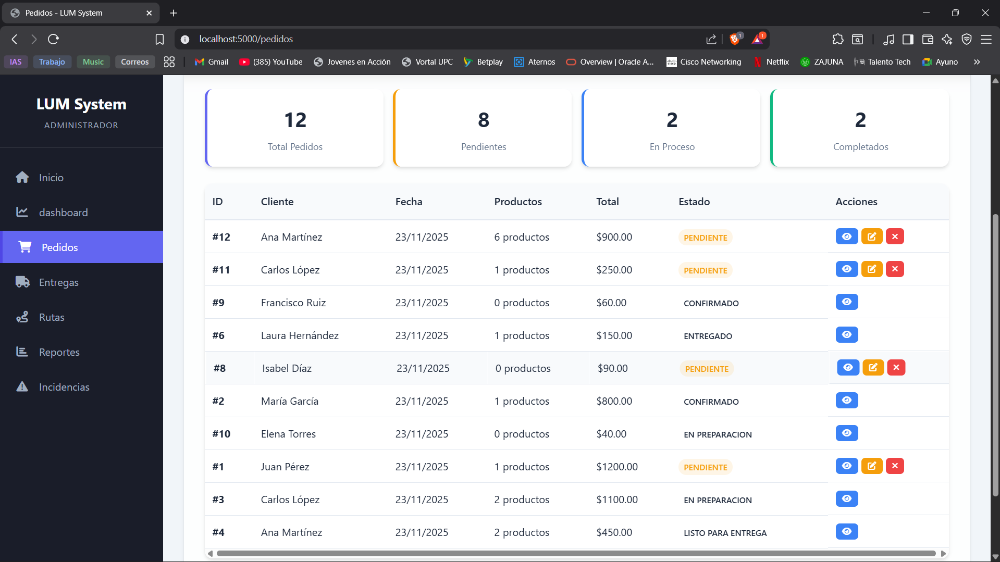 Pedidos - LUM System
localhost:5000/pedidos
1
1
IAS
Trabajo
Music
Correos
Gmail
(385) YouTube
Jovenes en Acción
Vortal UPC
Betplay
Aternos
Overview | Oracle A...
Cisco Networking
Netflix
ZAJUNA
Talento Tech
Ayuno
LUM System
ADMINISTRADOR
Inicio
dashboard
Pedidos
Entregas
Rutas
Reportes
Incidencias
12
Total Pedidos
8
Pendientes
2
En Proceso
2
Completados
ID Cliente Fecha Productos Total Estado Acciones
#12 Ana Martínez 23/11/2025 6 productos $900.00 PENDIENTE
#11 Carlos López 23/11/2025 1 productos $250.00 PENDIENTE
#9 Francisco Ruiz 23/11/2025 0 productos $60.00 CONFIRMADO
#6 Laura Hernández 23/11/2025 1 productos $150.00 ENTREGADO
#8 Isabel Díaz 23/11/2025 0 productos $90.00 PENDIENTE
#2 María García 23/11/2025 1 productos $800.00 CONFIRMADO
#10 Elena Torres 23/11/2025 0 productos $40.00 EN PREPARACION
#1 Juan Pérez 23/11/2025 1 productos $1200.00 PENDIENTE
#3 Carlos López 23/11/2025 2 productos $1100.00 EN PREPARACION
#4 Ana Martínez 23/11/2025 2 productos $450.00 LISTO PARA ENTREGA